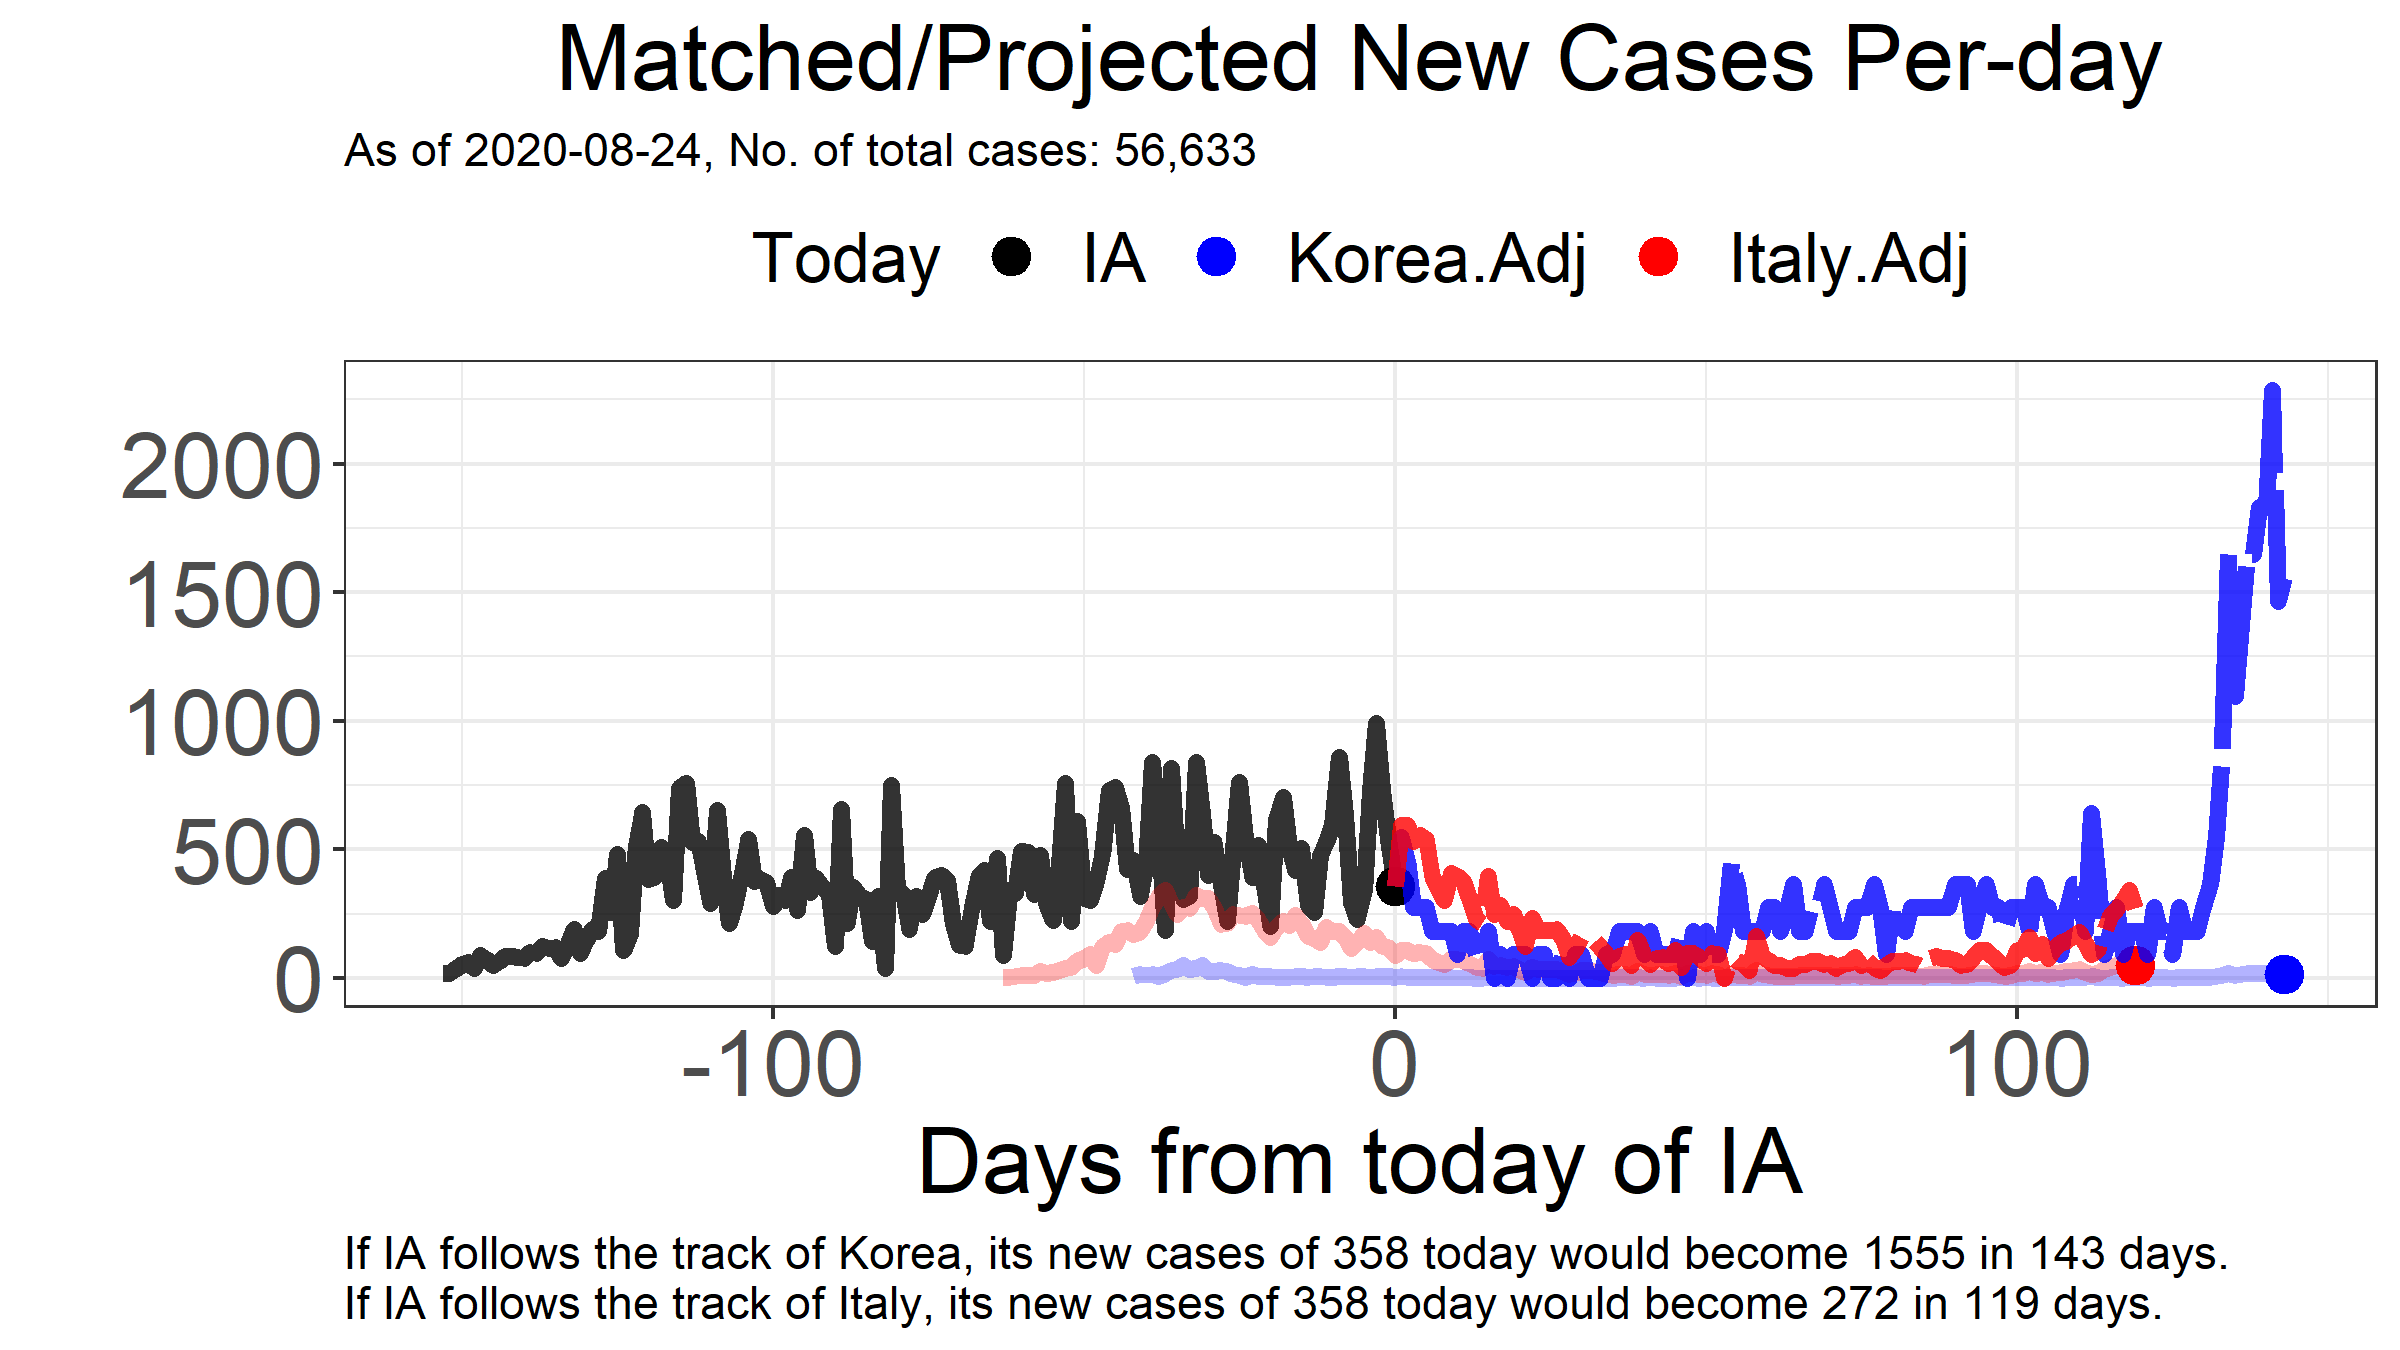 Matched/Projected New Cases Per-day
As of 2020-08-24, No. of total cases: 56,633
Today IA Korea.Adj Italy.Adj
2000
1500
1000
500
0
-100 0 100
Days from today of IA
If IA follows the track of Korea, its new cases of 358 today would become 1555 in 143 days.
If IA follows the track of Italy, its new cases of 358 today would become 272 in 119 days.